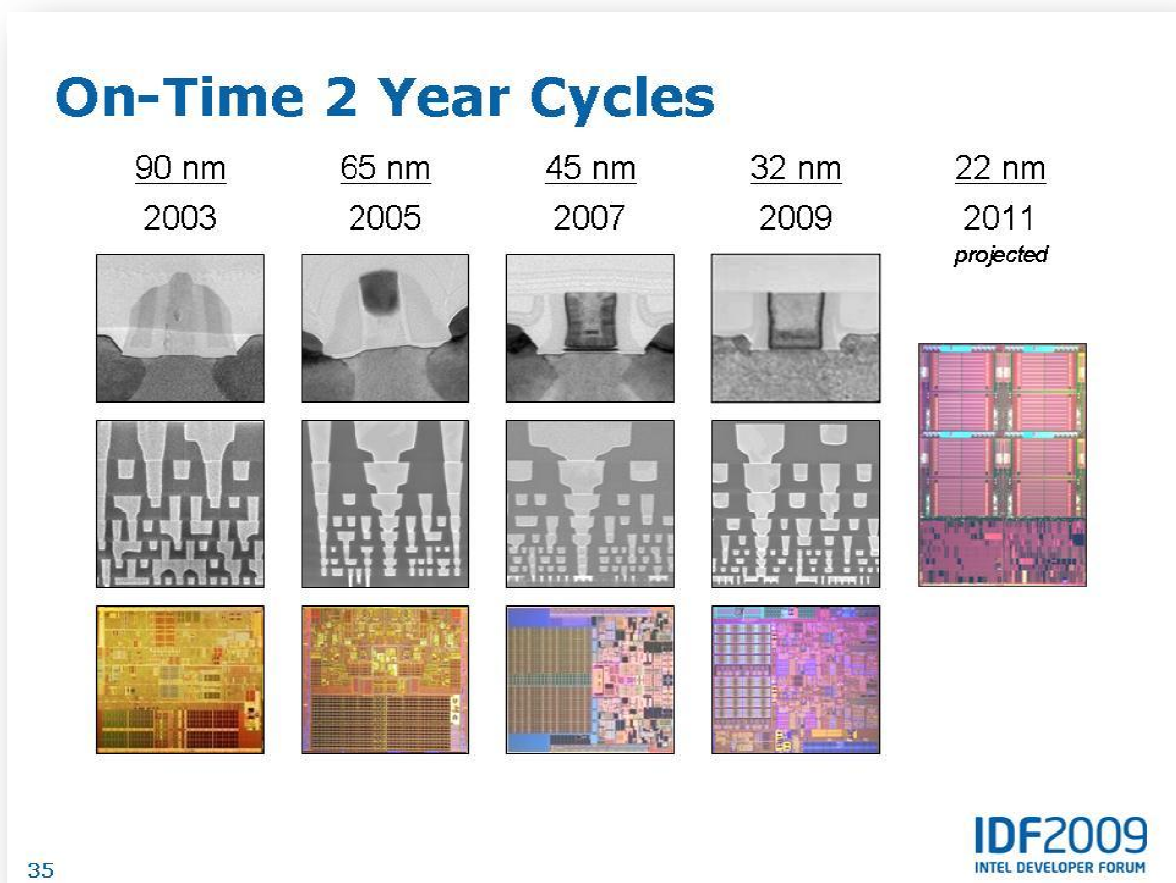 On-Time 2 Year Cycles
90 nm 65 nm 45 nm 32 nm 22 nm
2003 2005 2007 2009 2011
projected
IDF2009
INTEL DEVELOPER FORUM
35